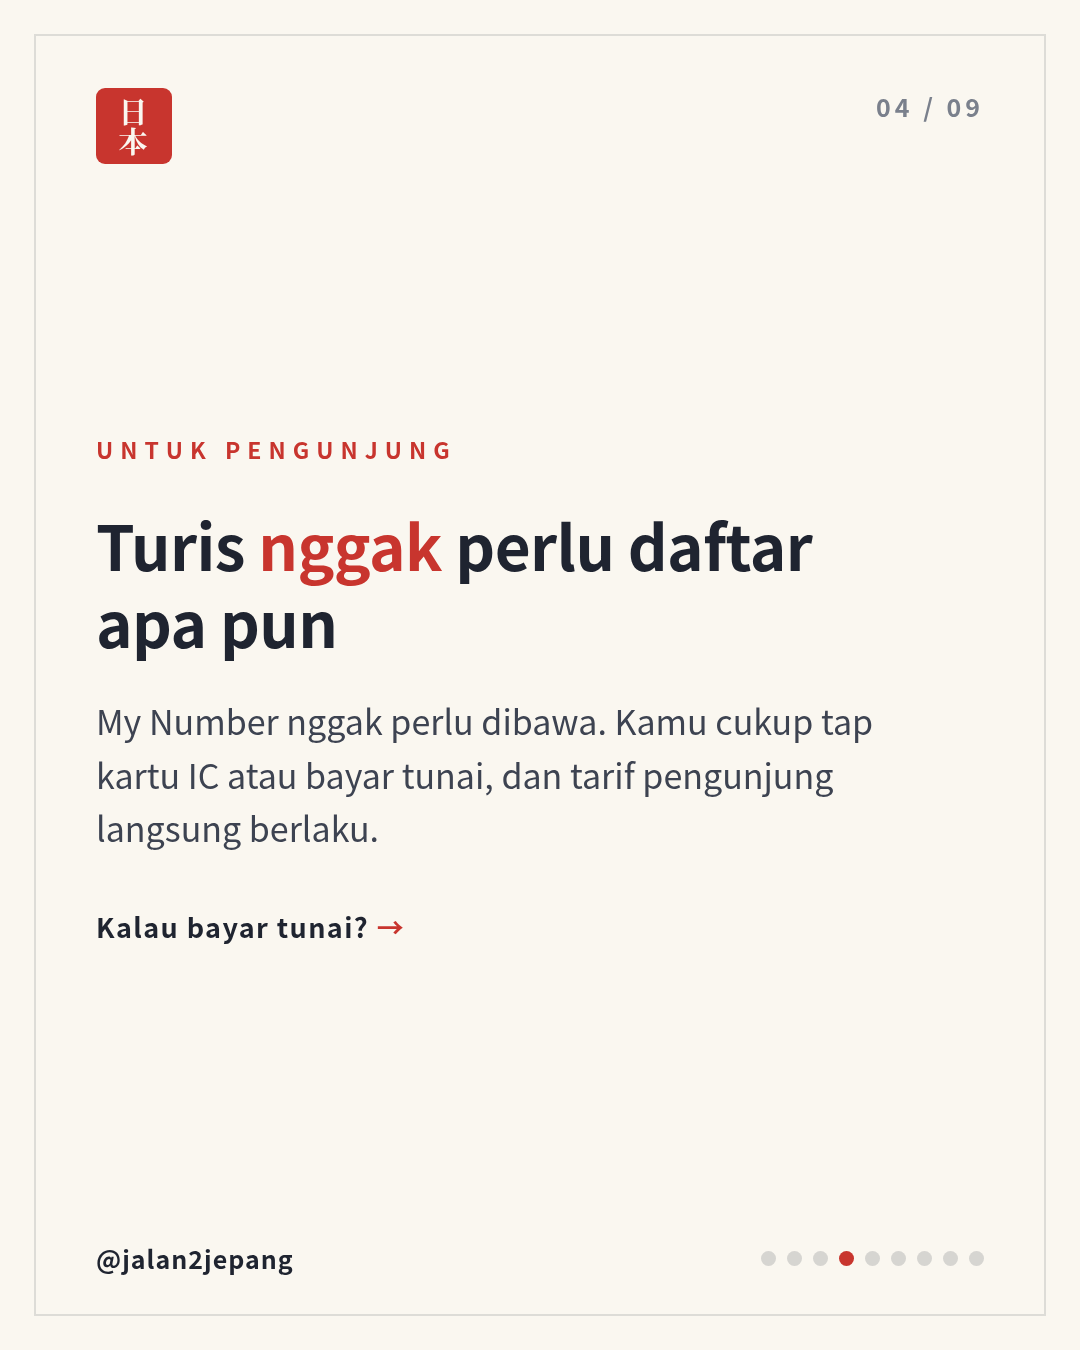 日
本
04 / 09
UNTUK PENGUNJUNG
Turis nggak perlu daftar
apa pun
My Number nggak perlu dibawa. Kamu cukup tap
kartu IC atau bayar tunai, dan tarif pengunjung
langsung berlaku.
Kalau bayar tunai? →
@jalan2jepang